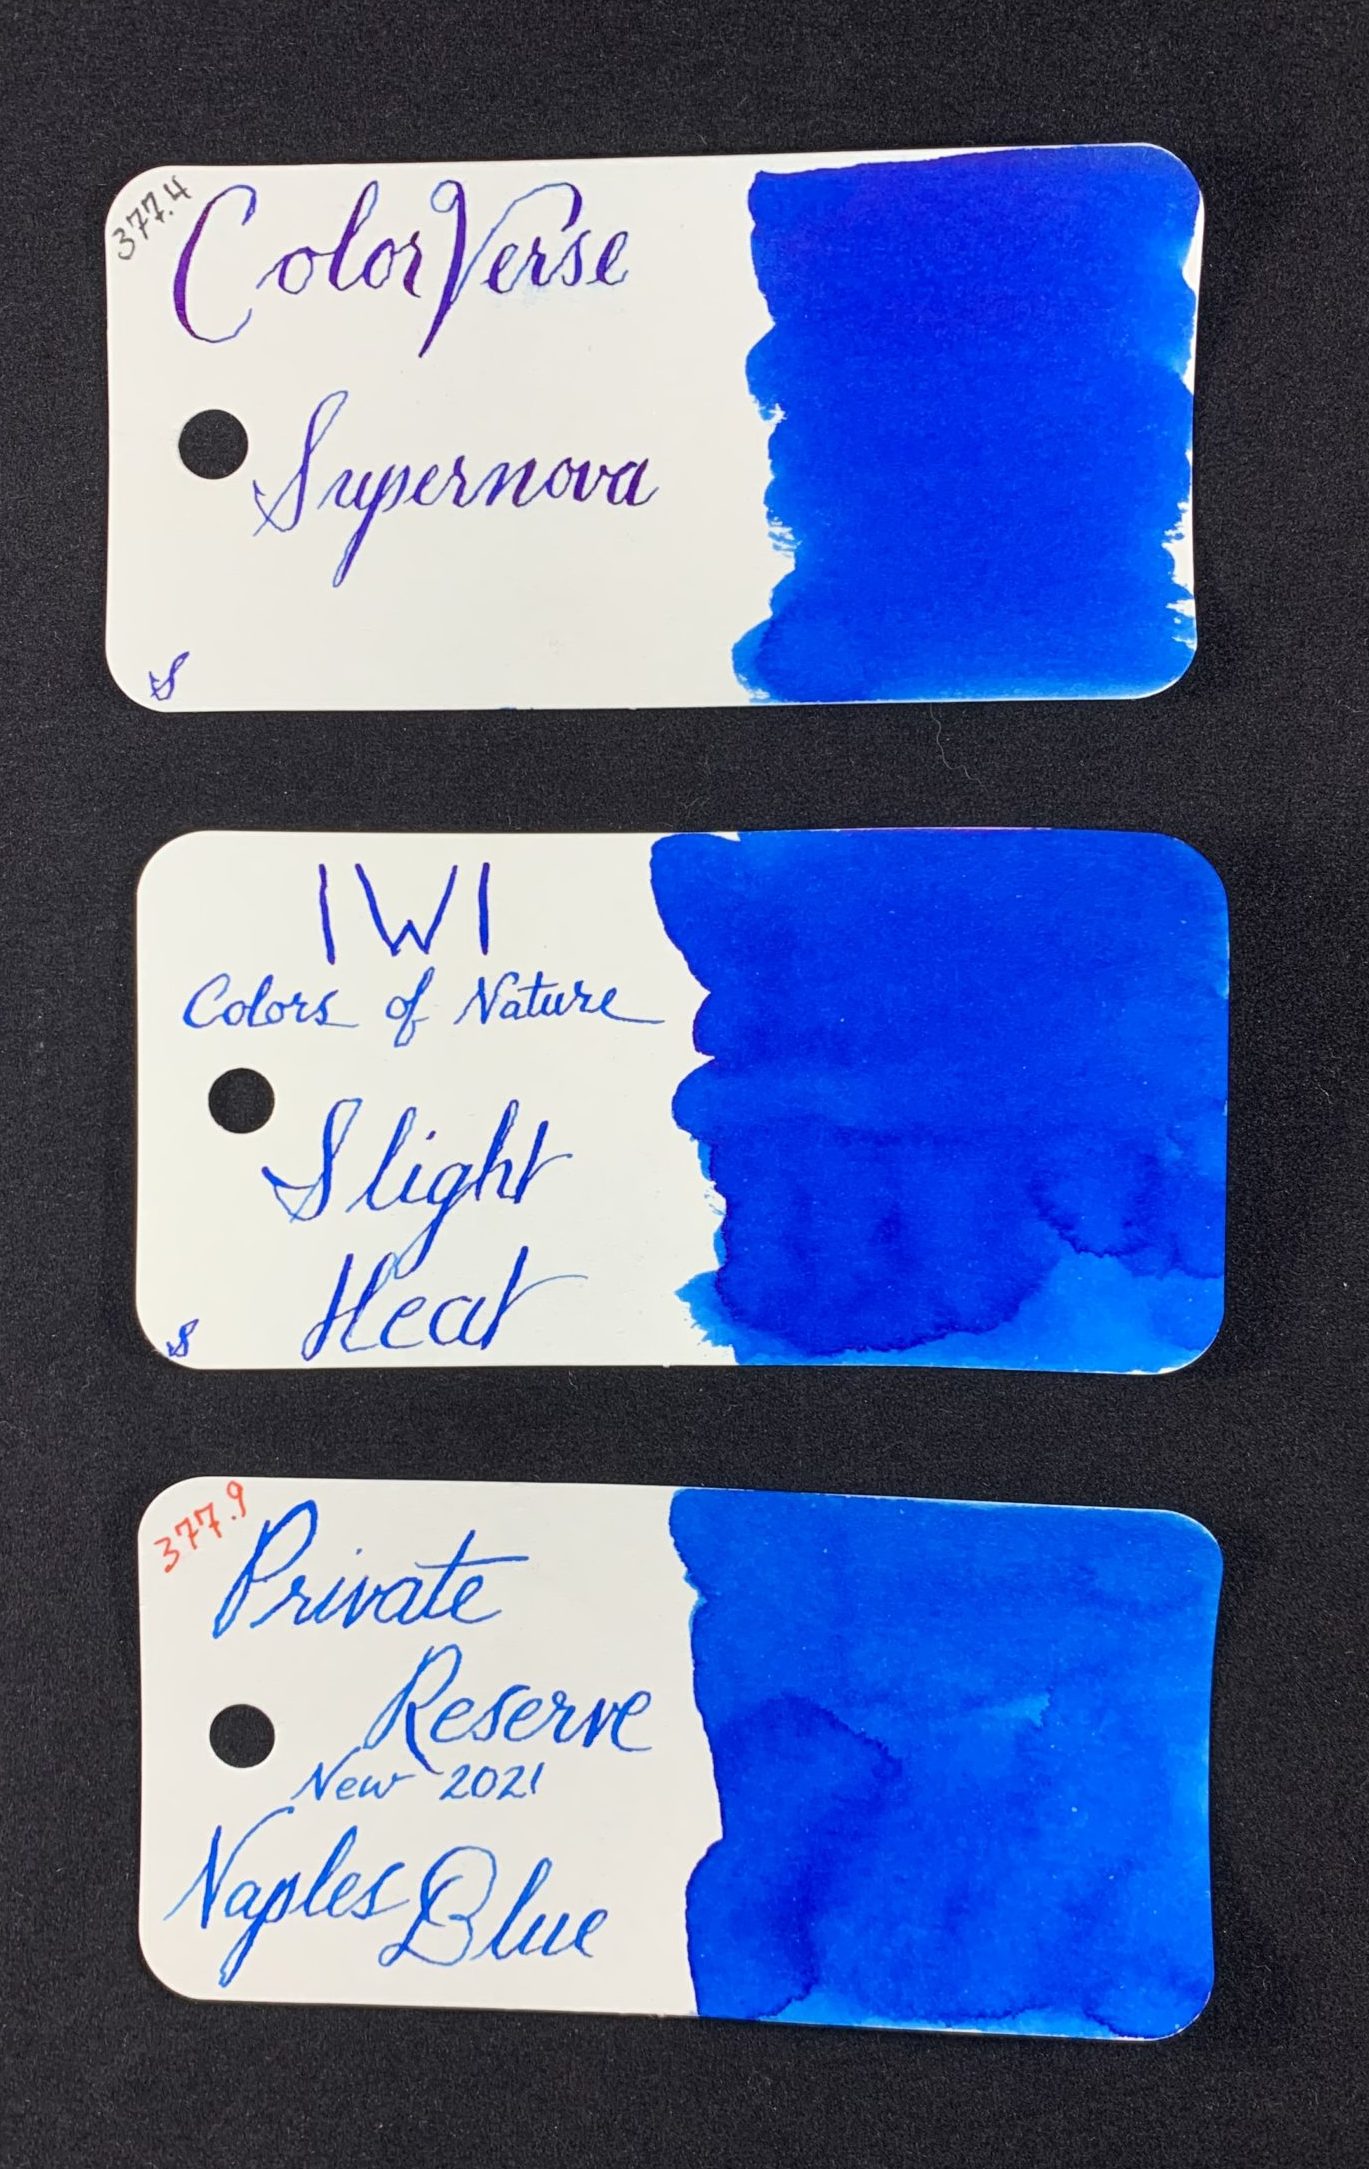 377.4
ColorVerse
Supernova
S
IWI
Colors of Nature
Slight
Heat
S
377.9
Private
Reserve
New 2021
Naples Blue